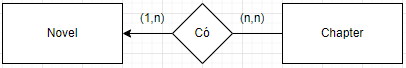 Novel
(1,n)
Có
(n,n)
Chapter